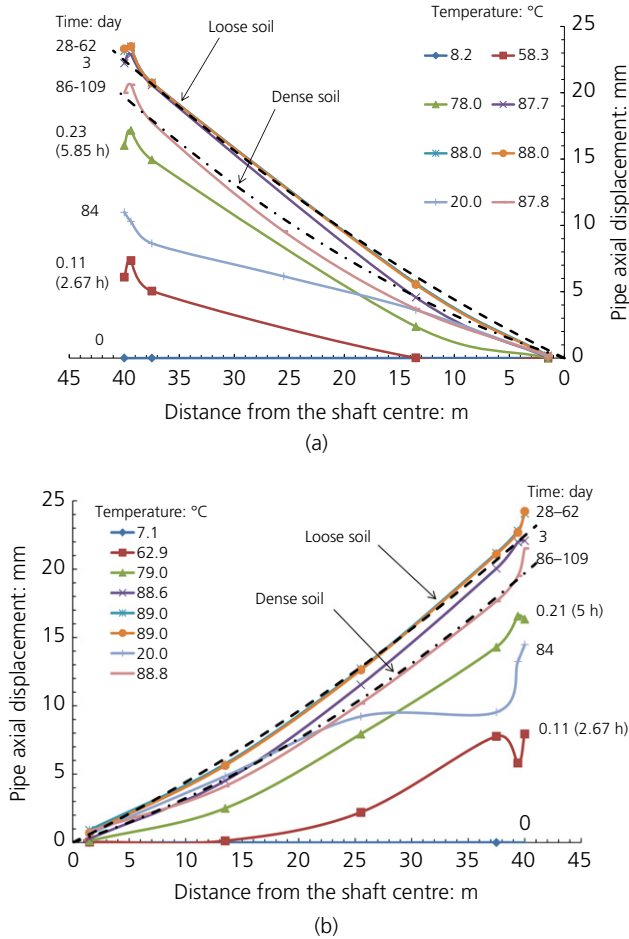 Time: day
28-62
3
86-109
0.23
(5.85 h)
84
0.11
(2.67 h)
0
Loose soil
Dense soil
Temperature: °C
8.2 58.3
78.0 87.7
88.0 88.0
20.0 87.8
25
20
15
10
5
0
Pipe axial displacement: mm
45 40 35 30 25 20 15 10 5 0
Distance from the shaft centre: m
(a)
25
20
15
10
5
0
Pipe axial displacement: mm
Temperature: °C
7.1
62.9
79.0
88.6
89.0
89.0
20.0
88.8
Loose soil
Dense soil
Time: day
28–62
3
86–109
0.21 (5 h)
84
0.11 (2.67 h)
0
0 5 10 15 20 25 30 35 40 45
Distance from the shaft centre: m
(b)